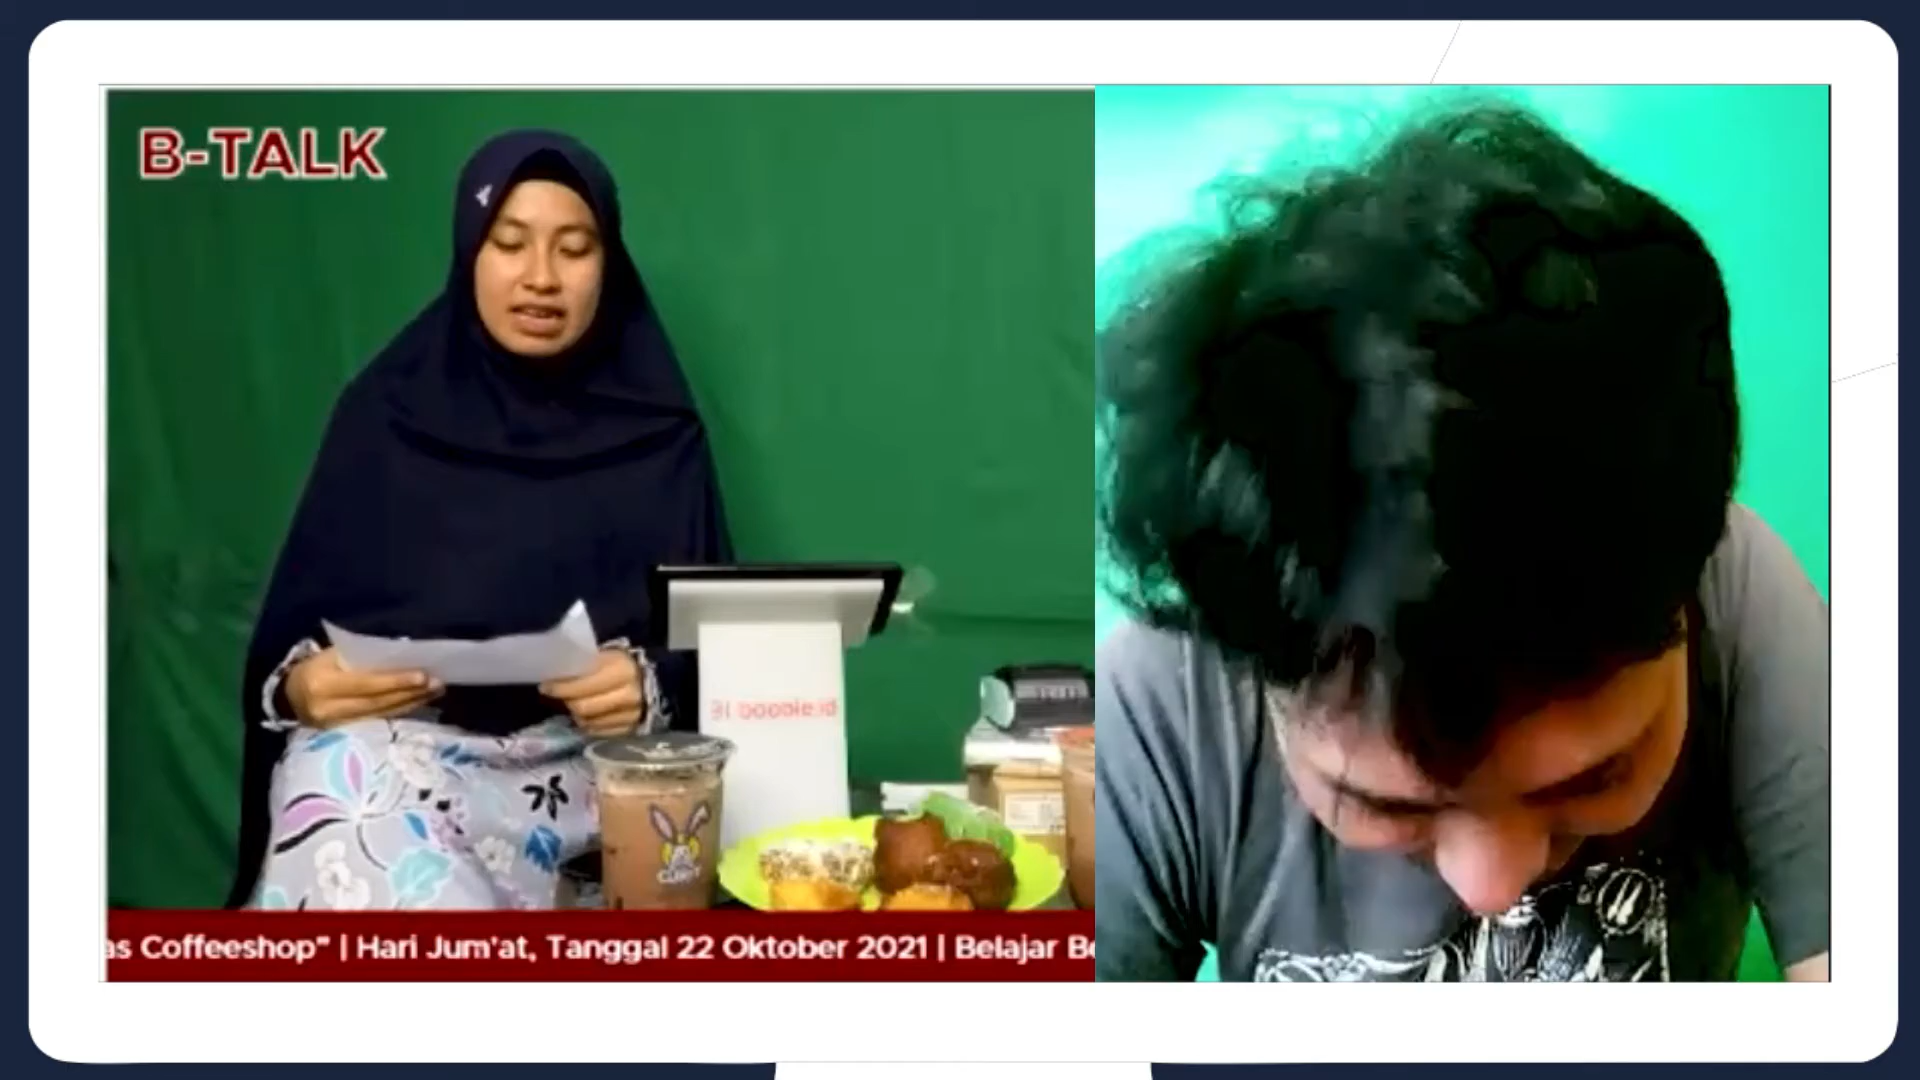 B-TALK
as Coffeeshop" | Hari Jum'at, Tanggal 22 Oktober 2021 | Belajar Be